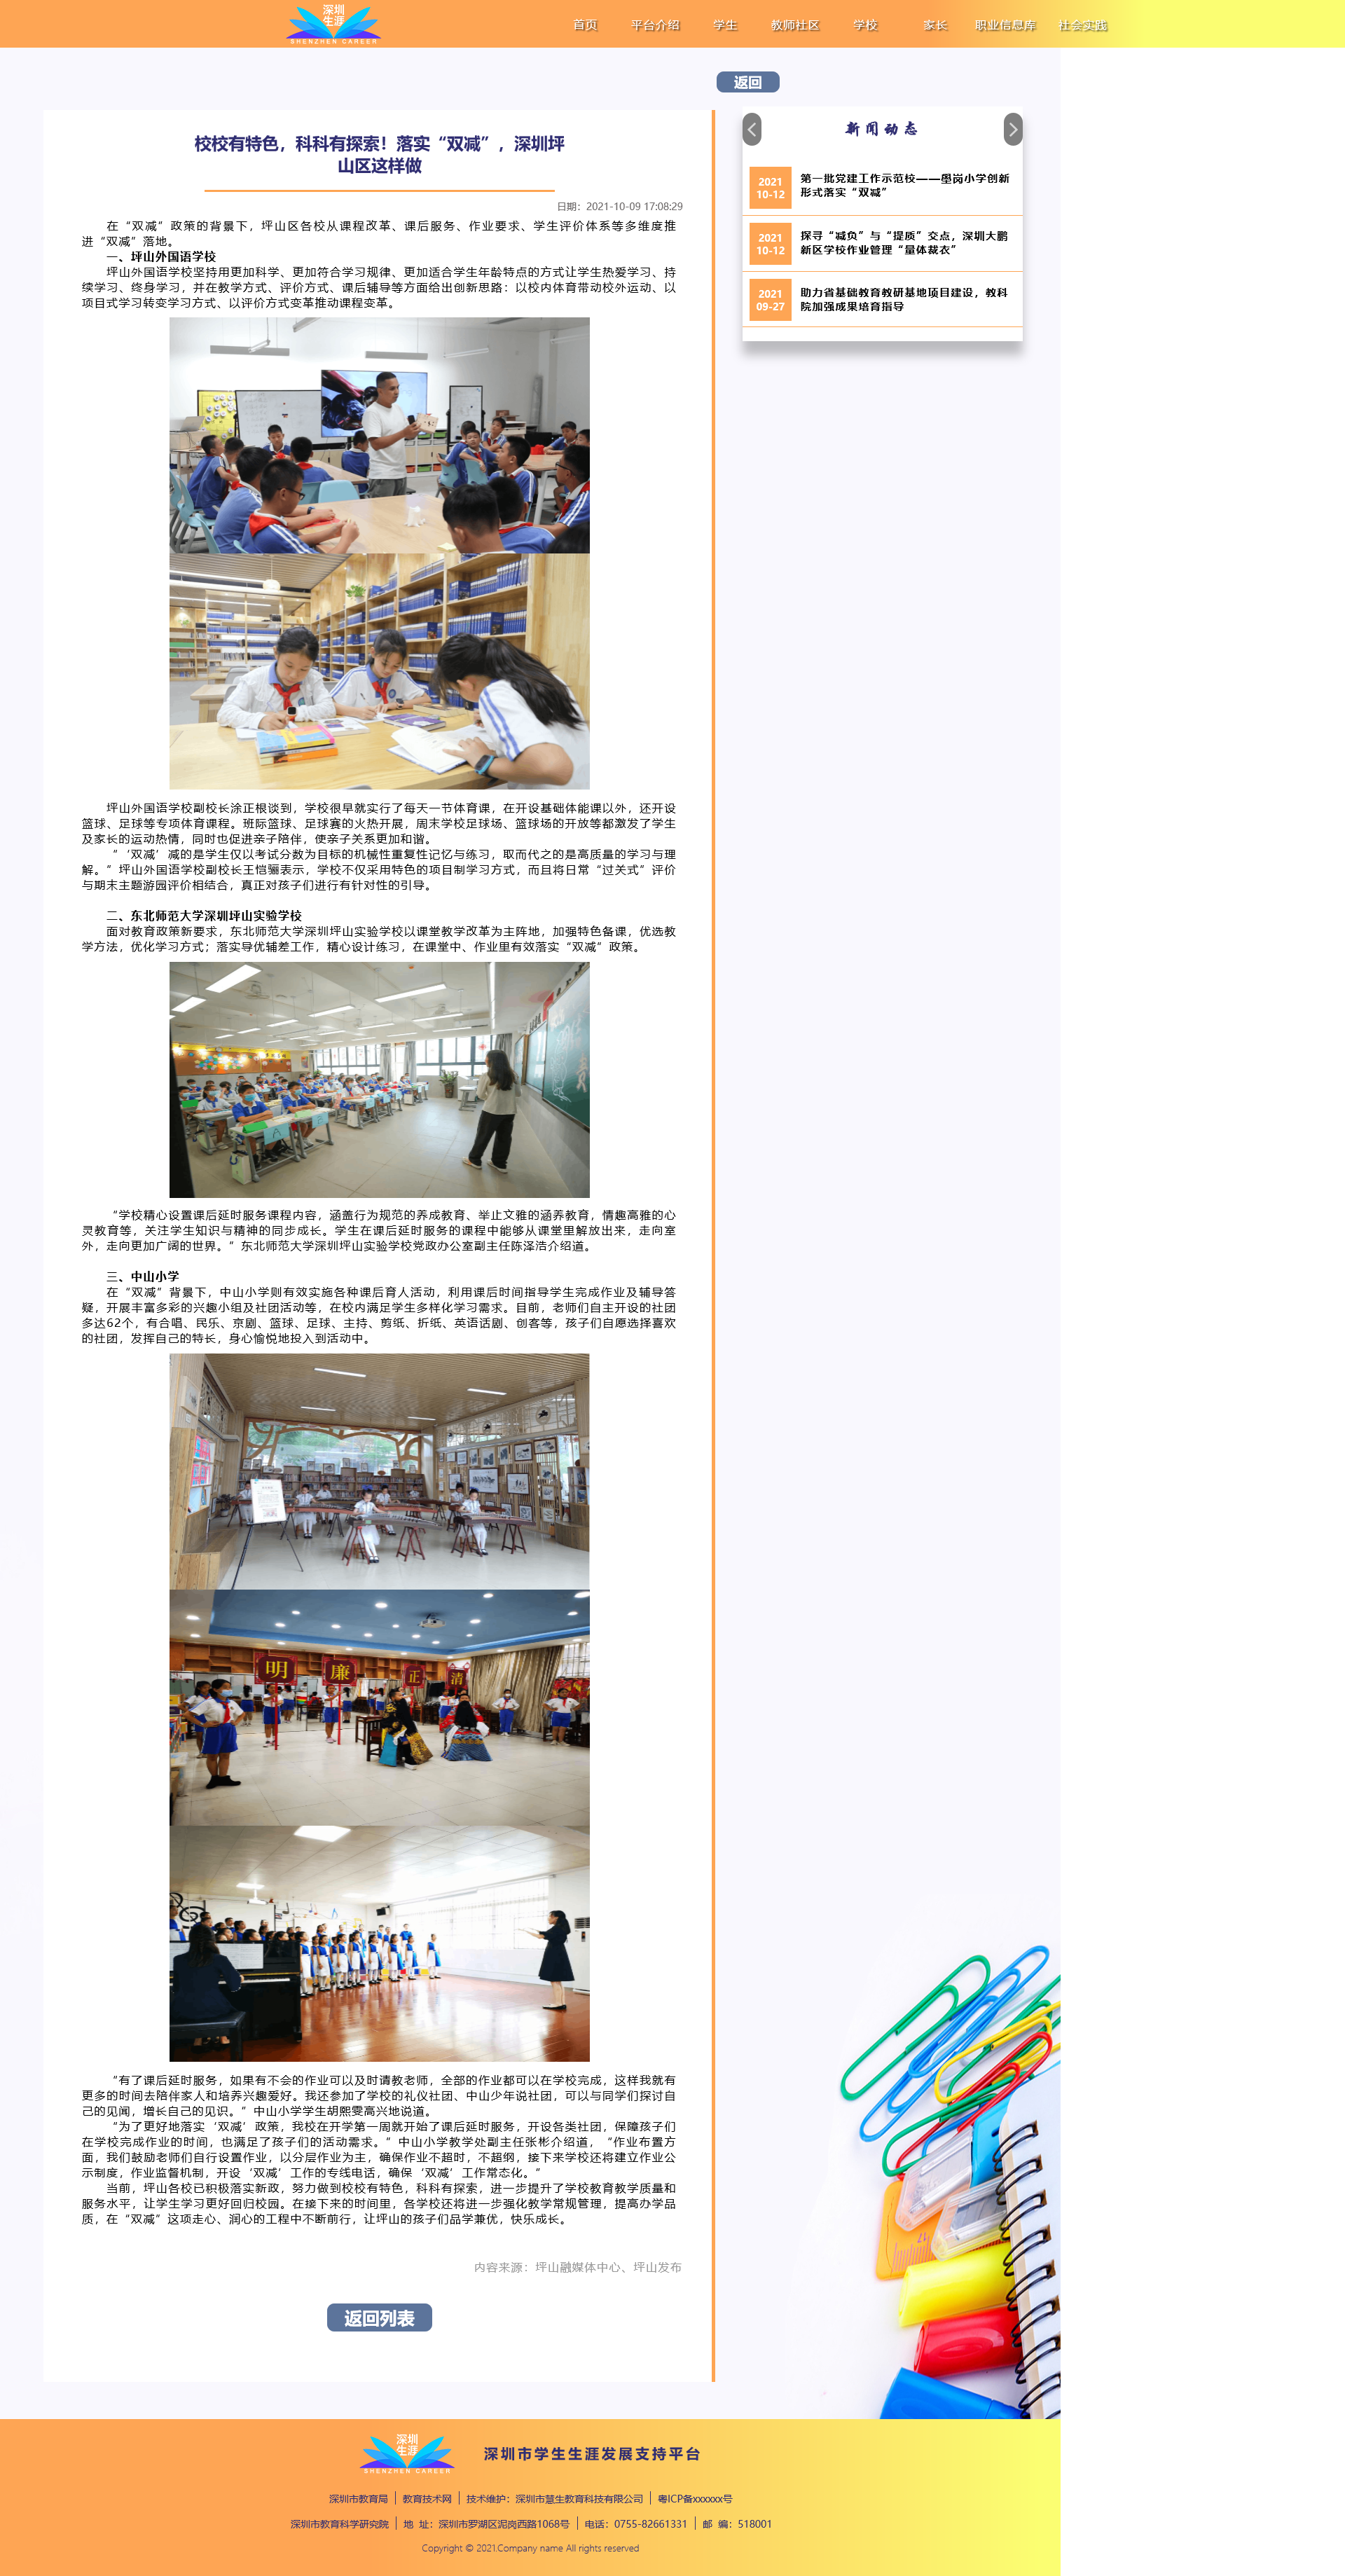 深圳
生涯
SHENZHEN CAREER
首页 平台介绍 学生 教师社区 学校 家长 职业信息库 社会实践
返回
校校有特色，科科有探索！落实“双减”，深圳坪
山区这样做
日期：2021-10-09 17:08:29
在“双减”政策的背景下，坪山区各校从课程改革、课后服务、作业要求、学生评价体系等多维度推
进“双减”落地。
一、坪山外国语学校
坪山外国语学校坚持用更加科学、更加符合学习规律、更加适合学生年龄特点的方式让学生热爱学习、持
续学习、终身学习，并在教学方式、评价方式、课后辅导等方面给出创新思路：以校内体育带动校外运动、以
项目式学习转变学习方式、以评价方式变革推动课程变革。
坪山外国语学校副校长涂正根谈到，学校很早就实行了每天一节体育课，在开设基础体能课以外，还开设
篮球、足球等专项体育课程。班际篮球、足球赛的火热开展，周末学校足球场、篮球场的开放等都激发了学生
及家长的运动热情，同时也促进亲子陪伴，使亲子关系更加和谐。
“‘双减’减的是学生仅以考试分数为目标的机械性重复性记忆与练习，取而代之的是高质量的学习与理
解。”坪山外国语学校副校长王恺骊表示，学校不仅采用特色的项目制学习方式，而且将日常“过关式”评价
与期末主题游园评价相结合，真正对孩子们进行有针对性的引导。
二、东北师范大学深圳坪山实验学校
面对教育政策新要求，东北师范大学深圳坪山实验学校以课堂教学改革为主阵地，加强特色备课，优选教
学方法，优化学习方式；落实导优辅差工作，精心设计练习，在课堂中、作业里有效落实“双减”政策。
“学校精心设置课后延时服务课程内容，涵盖行为规范的养成教育、举止文雅的涵养教育，情趣高雅的心
灵教育等，关注学生知识与精神的同步成长。学生在课后延时服务的课程中能够从课堂里解放出来，走向室
外，走向更加广阔的世界。”东北师范大学深圳坪山实验学校党政办公室副主任陈泽浩介绍道。
三、中山小学
在“双减”背景下，中山小学则有效实施各种课后育人活动，利用课后时间指导学生完成作业及辅导答
疑，开展丰富多彩的兴趣小组及社团活动等，在校内满足学生多样化学习需求。目前，老师们自主开设的社团
多达62个，有合唱、民乐、京剧、篮球、足球、主持、剪纸、折纸、英语话剧、创客等，孩子们自愿选择喜欢
的社团，发挥自己的特长，身心愉悦地投入到活动中。
明 廉 正 清
“有了课后延时服务，如果有不会的作业可以及时请教老师，全部的作业都可以在学校完成，这样我就有
更多的时间去陪伴家人和培养兴趣爱好。我还参加了学校的礼仪社团、中山少年说社团，可以与同学们探讨自
己的见闻，增长自己的见识。”中山小学学生胡熙雯高兴地说道。
“为了更好地落实‘双减’政策，我校在开学第一周就开始了课后延时服务，开设各类社团，保障孩子们
在学校完成作业的时间，也满足了孩子们的活动需求。”中山小学教学处副主任张彬介绍道，“作业布置方
面，我们鼓励老师们自行设置作业，以分层作业为主，确保作业不超时，不超纲，接下来学校还将建立作业公
示制度，作业监督机制，开设‘双减’工作的专线电话，确保‘双减’工作常态化。”
当前，坪山各校已积极落实新政，努力做到校校有特色，科科有探索，进一步提升了学校教育教学质量和
服务水平，让学生学习更好回归校园。在接下来的时间里，各学校还将进一步强化教学常规管理，提高办学品
质，在“双减”这项走心、润心的工程中不断前行，让坪山的孩子们品学兼优，快乐成长。
内容来源：坪山融媒体中心、坪山发布
返回列表
新闻动态
2021
10-12
第一批党建工作示范校——壆岗小学创新
形式落实“双减”
2021
10-12
探寻“减负”与“提质”交点，深圳大鹏
新区学校作业管理“量体裁衣”
2021
09-27
助力省基础教育教研基地项目建设，教科
院加强成果培育指导
深圳
生涯
SHENZHEN CAREER
深圳市学生生涯发展支持平台
深圳市教育局 教育技术网 技术维护：深圳市慧生教育科技有限公司 粤ICP备xxxxxx号
深圳市教育科学研究院 地 址：深圳市罗湖区泥岗西路1068号 电话：0755-82661331 邮 编：518001
Copyright © 2021.Company name All rights reserved